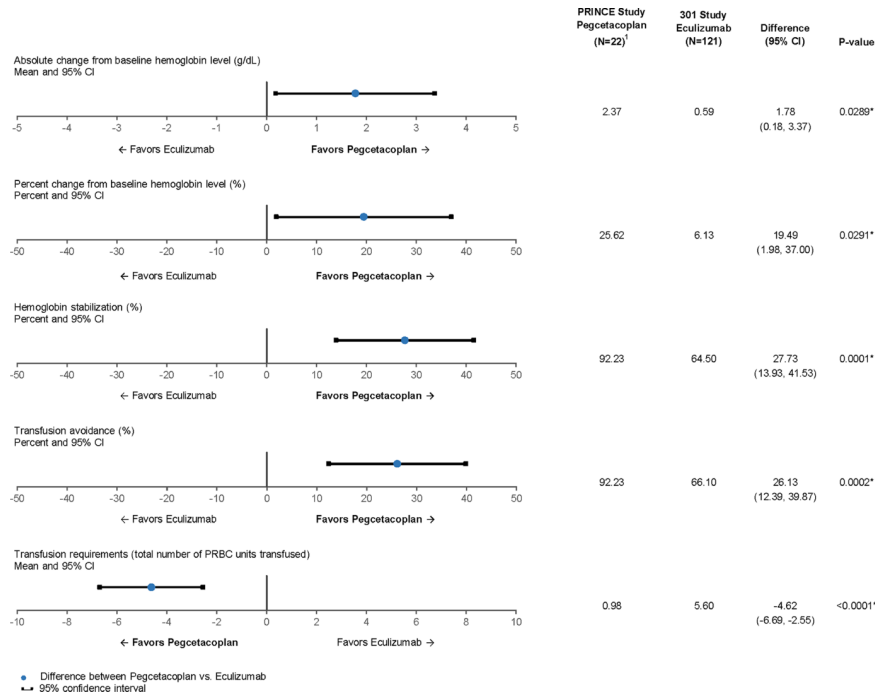 PRINCE Study
Pegcetacoplan
(N=22)¹
301 Study
Eculizumab
(N=121)
Difference
(95% CI)
P-value
Absolute change from baseline hemoglobin level (g/dL)
Mean and 95% CI
-5 -4 -3 -2 -1 0 1 2 3 4 5
← Favors Eculizumab Favors Pegcetacoplan →
2.37 0.59 1.78 0.0289*
(0.18, 3.37)
Percent change from baseline hemoglobin level (%)
Percent and 95% CI
-50 -40 -30 -20 -10 0 10 20 30 40 50
← Favors Eculizumab Favors Pegcetacoplan →
25.62 6.13 19.49 0.0291*
(1.98, 37.00)
Hemoglobin stabilization (%)
Percent and 95% CI
-50 -40 -30 -20 -10 0 10 20 30 40 50
← Favors Eculizumab Favors Pegcetacoplan →
92.23 64.50 27.73 0.0001*
(13.93, 41.53)
Transfusion avoidance (%)
Percent and 95% CI
-50 -40 -30 -20 -10 0 10 20 30 40 50
← Favors Eculizumab Favors Pegcetacoplan →
92.23 66.10 26.13 0.0002*
(12.39, 39.87)
Transfusion requirements (total number of PRBC units transfused)
Mean and 95% CI
-10 -8 -6 -4 -2 0 2 4 6 8 10
← Favors Pegcetacoplan Favors Eculizumab →
0.98 5.60 -4.62 <0.0001*
(-6.69, -2.55)
Difference between Pegcetacoplan vs. Eculizumab
95% confidence interval